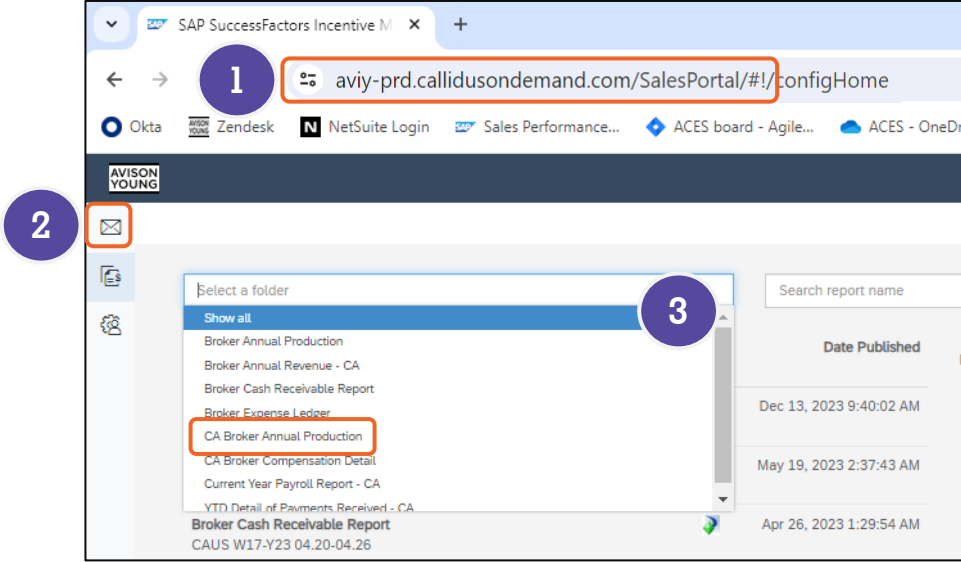 SAP SAP SuccessFactors Incentive M
1
aviy-prd.callidusondemand.com/SalesPortal/#!/configHome
Okta AVISON YOUNG Zendesk N NetSuite Login SAP Sales Performance... ACES board - Agile... ACES - OneDr
AVISON
YOUNG
2
Select a folder
3
Search report name
Show all
Broker Annual Production
Date Published
Broker Annual Revenue - CA
Broker Cash Receivable Report
Broker Expense Ledger
Dec 13, 2023 9:40:02 AM
CA Broker Annual Production
CA Broker Compensation Detail
May 19, 2023 2:37:43 AM
Current Year Payroll Report - CA
YTD Detail of Payments Received - CA
Broker Cash Receivable Report
Apr 26, 2023 1:29:54 AM
CAUS W17-Y23 04.20-04.26